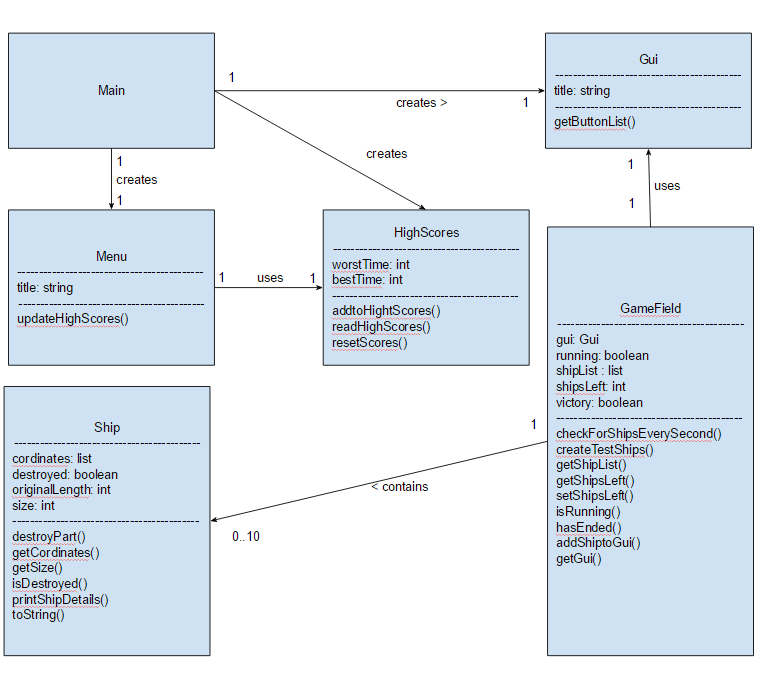 Main
1
creates >
1
Gui
title: string
getButtonList()
creates
1
creates
1
1
uses
1
Menu
title: string
updateHighScores()
1
uses
1
HighScores
worstTime: int
bestTime: int
addtoHightScores()
readHighScores()
resetScores()
GameField
gui: Gui
running: boolean
shipList : list
shipsLeft: int
victory: boolean
checkForShipsEverySecond()
createTestShips()
getShipList()
getShipsLeft()
setShipsLeft()
isRunning()
hasEnded()
addShiptoGui()
getGui()
1
< contains
0..10
Ship
cordinates: list
destroyed: boolean
originalLength: int
size: int
destroyPart()
getCordinates()
getSize()
isDestroyed()
printShipDetails()
toString()